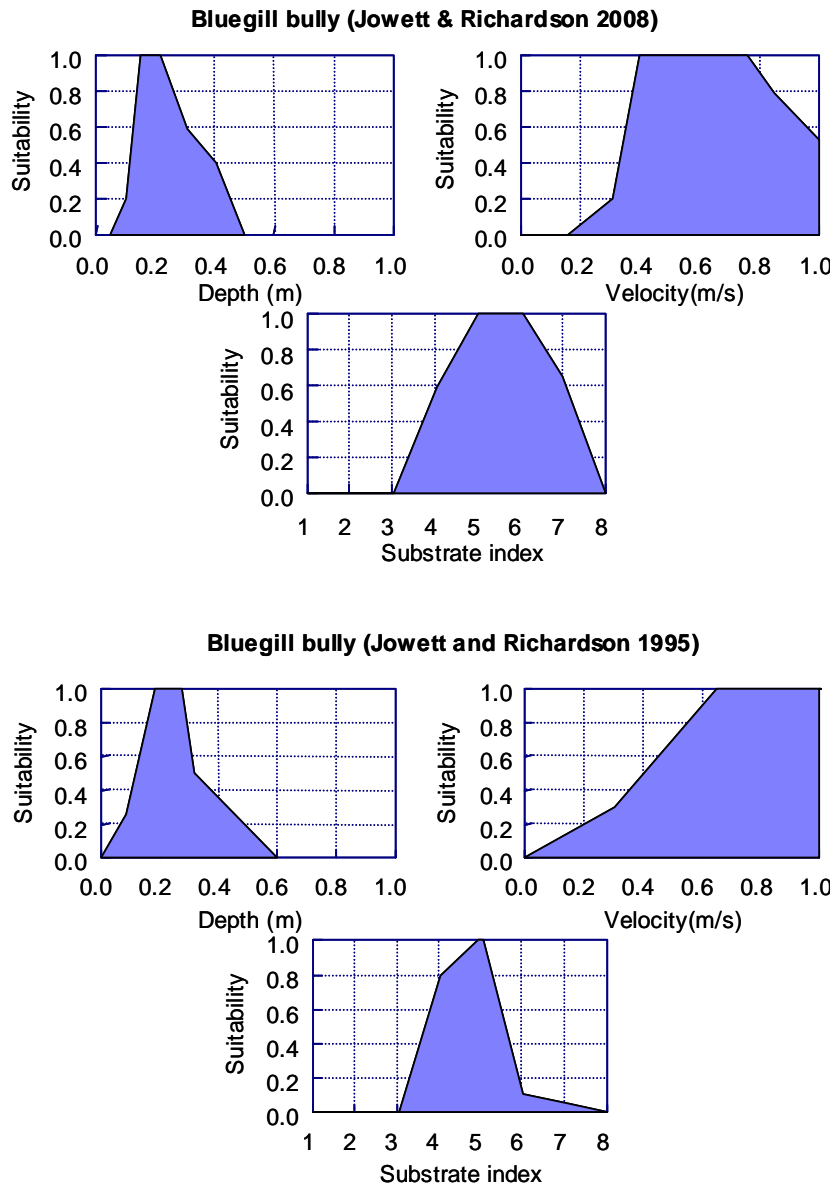 Bluegill bully (Jowett & Richardson 2008)
Suitability
1.0
0.8
0.6
0.4
0.2
0.0
0.0 0.2 0.4 0.6 0.8 1.0
Depth (m)
Suitability
1.0
0.8
0.6
0.4
0.2
0.0
0.0 0.2 0.4 0.6 0.8 1.0
Velocity(m/s)
Suitability
1.0
0.8
0.6
0.4
0.2
0.0
1 2 3 4 5 6 7 8
Substrate index
Bluegill bully (Jowett and Richardson 1995)
Suitability
1.0
0.8
0.6
0.4
0.2
0.0
0.0 0.2 0.4 0.6 0.8 1.0
Depth (m)
Suitability
1.0
0.8
0.6
0.4
0.2
0.0
0.0 0.2 0.4 0.6 0.8 1.0
Velocity(m/s)
Suitability
1.0
0.8
0.6
0.4
0.2
0.0
1 2 3 4 5 6 7 8
Substrate index